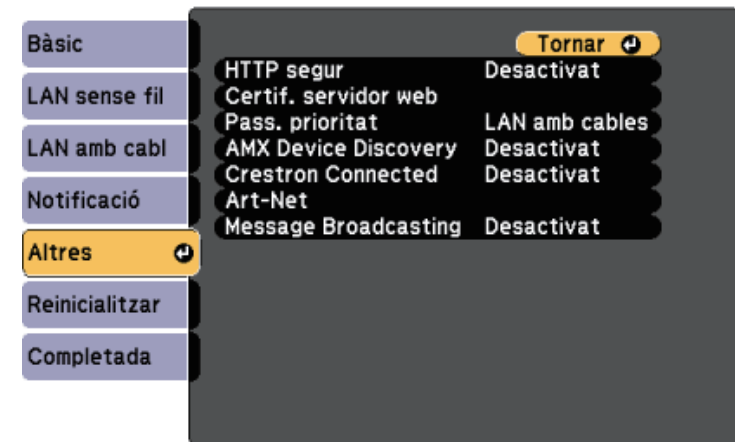 Bàsic
LAN sense fil
LAN amb cabl
Notificació
Altres
Reinicialitzar
Completada
Tornar
HTTP segur Desactivat
Certif. servidor web
Pass. prioritat LAN amb cables
AMX Device Discovery Desactivat
Crestron Connected Desactivat
Art-Net
Message Broadcasting Desactivat